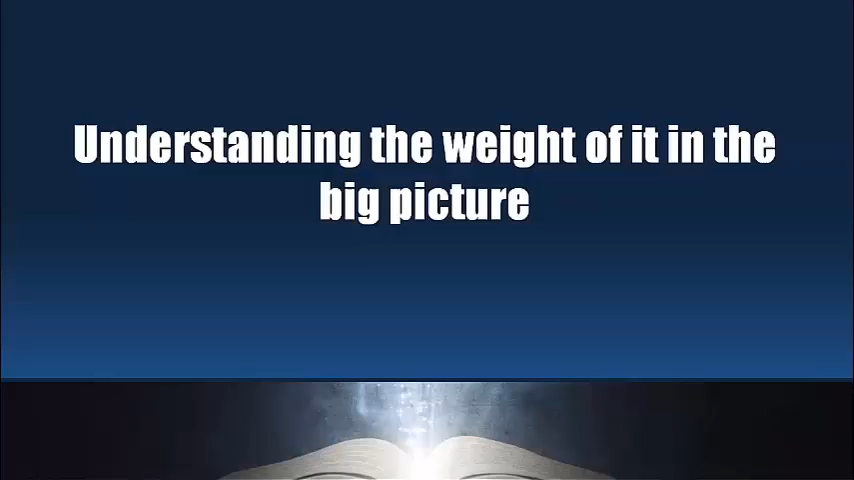 Understanding the weight of it in the
big picture